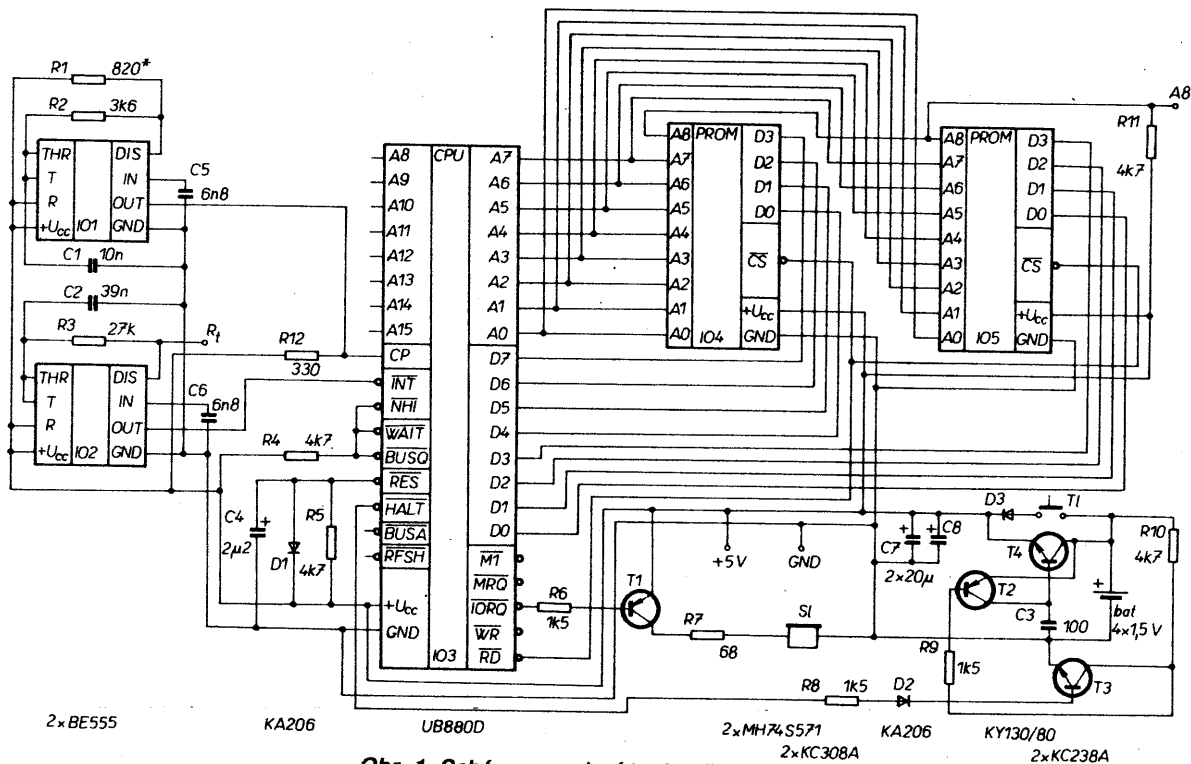 R1 820*
R2 3k6
THR DIS
T IN
R OUT
+Ucc IO1 GND
C5
6n8
C1 10n
C2
39n
R3 27k
Rt
THR DIS
T IN
R OUT
+Ucc IO2 GND
C6
6n8
R12
330
R4 4k7
C4 +
2µ2
D1
R5
4k7
A8 CPU A7
A9 A6
A10 A5
A11 A4
A12 A3
A13 A2
A14 A1
A15 A0
CP D7
INT D6
NHI D5
WAIT D4
BUSQ D3
RES D2
HALT D1
BUSA D0
RFSH M1
MRQ
+Ucc IORQ
GND WR
IO3 RD
A8 PROM D3
A7 D2
A6 D1
A5 D0
A4
A3 CS
A2
A1 +Ucc
A0 IO4 GND
A8 PROM D3
A7 D2
A6 D1
A5 D0
A4
A3 CS
A2
A1 +Ucc
A0 IO5 GND
A8
R11
4k7
R6
1k5
T1
R7
68
SI
+5V
GND
+ +
C7 C8
2×20µ
D3 Tl
T4
R10
4k7
T2
C3
100
+
bat
4×1,5 V
R9
1k5
T3
R8 1k5 D2
2×BE555 KA206 UB880D 2×MH74S571 KA206 KY130/80
2×KC308A 2×KC238A
Obr. 1.